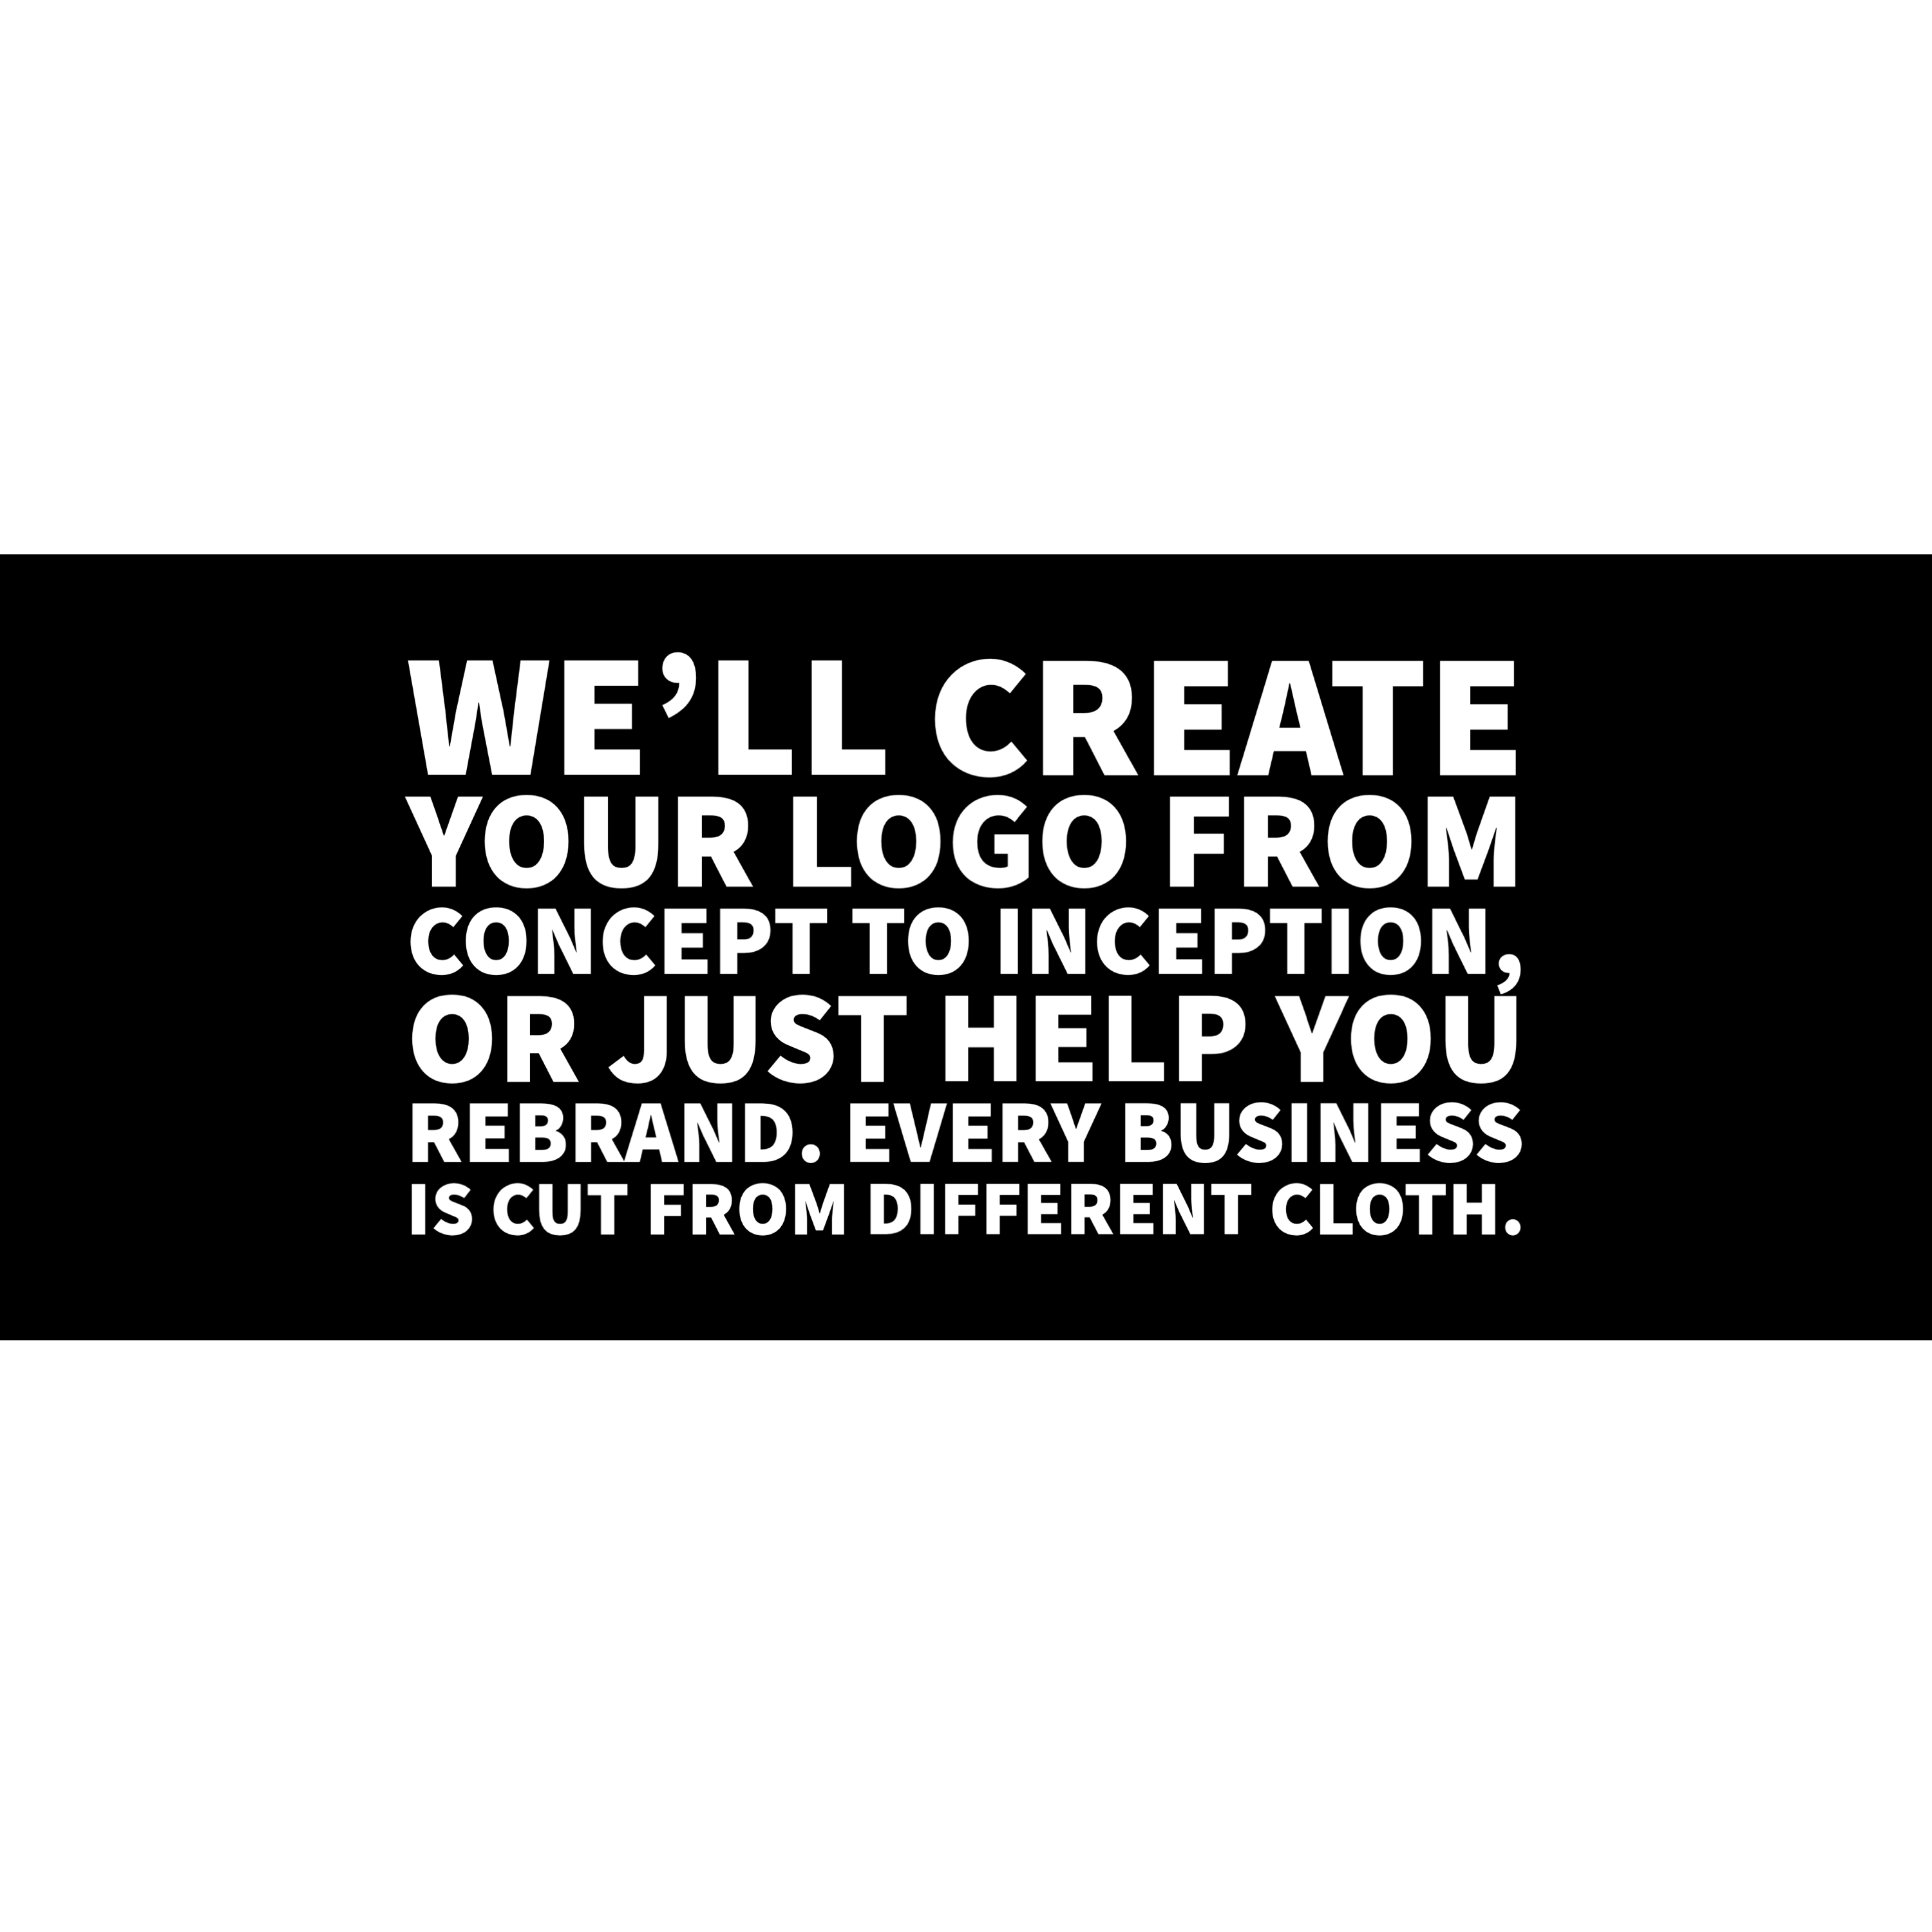 WE'LL CREATE
YOUR LOGO FROM
CONCEPT TO INCEPTION,
OR JUST HELP YOU
REBRAND. EVERY BUSINESS
IS CUT FROM DIFFERENT CLOTH.